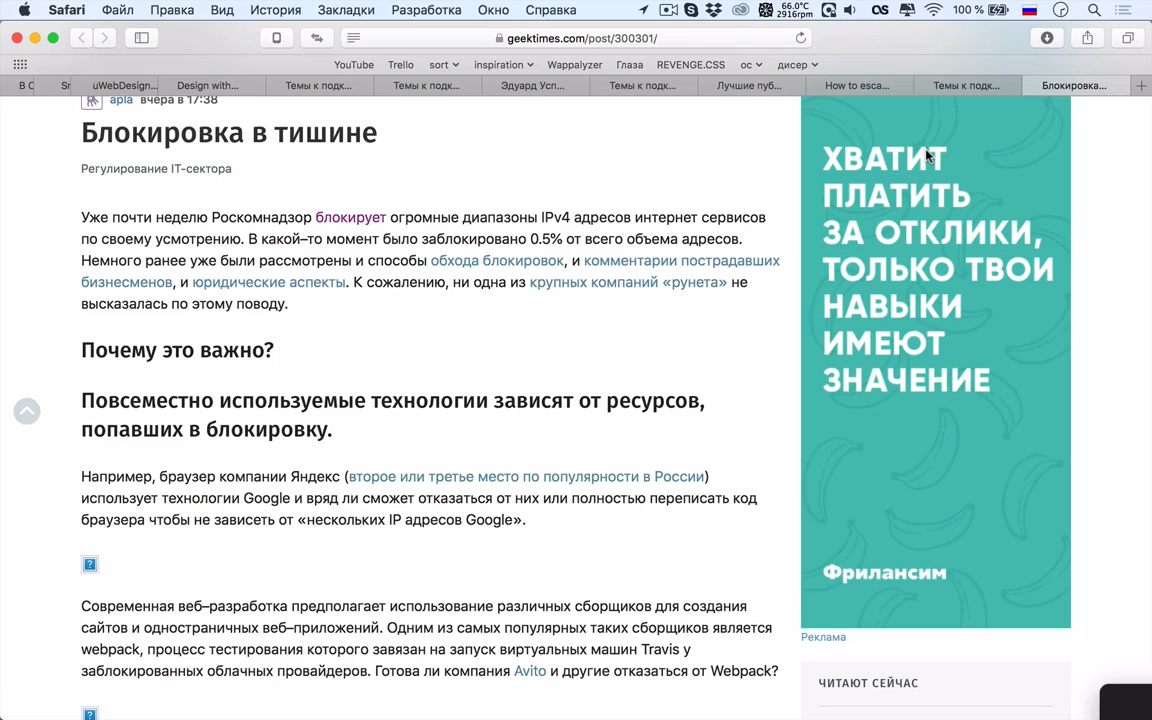 Safari Файл Правка Вид История Закладки Разработка Окно Справка 66.0°C 2916rpm 100 %
geektimes.com/post/300301/
YouTube Trello sort inspiration Wappalyzer Глаза REVENGE.CSS ос дисер
В С Sr uWebDesign... Design with... Темы к подк... Темы к подк... Эдуард Усп... Темы к подк... Лучшие пуб... How to esca... Темы к подк... Блокировка...
apla вчера в 17:38
Блокировка в тишине
Регулирование IT-сектора
Уже почти неделю Роскомнадзор блокирует огромные диапазоны IPv4 адресов интернет сервисов
по своему усмотрению. В какой–то момент было заблокировано 0.5% от всего объема адресов.
Немного ранее уже были рассмотрены и способы обхода блокировок, и комментарии пострадавших
бизнесменов, и юридические аспекты. К сожалению, ни одна из крупных компаний «рунета» не
высказалась по этому поводу.
Почему это важно?
Повсеместно используемые технологии зависят от ресурсов,
попавших в блокировку.
Например, браузер компании Яндекс (второе или третье место по популярности в России)
использует технологии Google и вряд ли сможет отказаться от них или полностью переписать код
браузера чтобы не зависеть от «нескольких IP адресов Google».
Современная веб–разработка предполагает использование различных сборщиков для создания
сайтов и одностраничных веб–приложений. Одним из самых популярных таких сборщиков является
webpack, процесс тестирования которого завязан на запуск виртуальных машин Travis у
заблокированных облачных провайдеров. Готова ли компания Avito и другие отказаться от Webpack?
ХВАТИТ
ПЛАТИТЬ
ЗА ОТКЛИКИ,
ТОЛЬКО ТВОИ
НАВЫКИ
ИМЕЮТ
ЗНАЧЕНИЕ
Фрилансим
Реклама
ЧИТАЮТ СЕЙЧАС